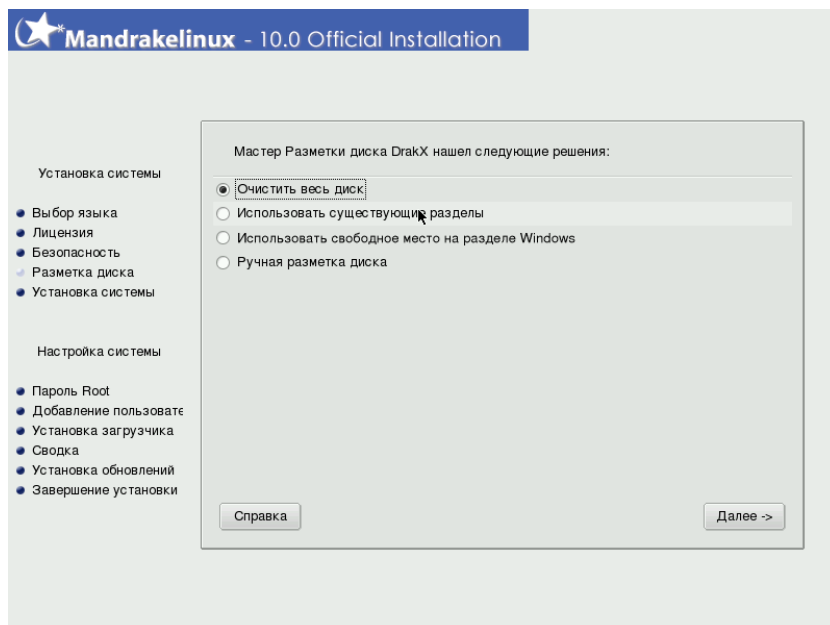 Mandrakelinux - 10.0 Official Installation
Установка системы
Выбор языка
Лицензия
Безопасность
Разметка диска
Установка системы
Настройка системы
Пароль Root
Добавление пользовате
Установка загрузчика
Сводка
Установка обновлений
Завершение установки
Мастер Разметки диска DrakX нашел следующие решения:
Очистить весь диск
Использовать существующие разделы
Использовать свободное место на разделе Windows
Ручная разметка диска
Справка
Далее ->